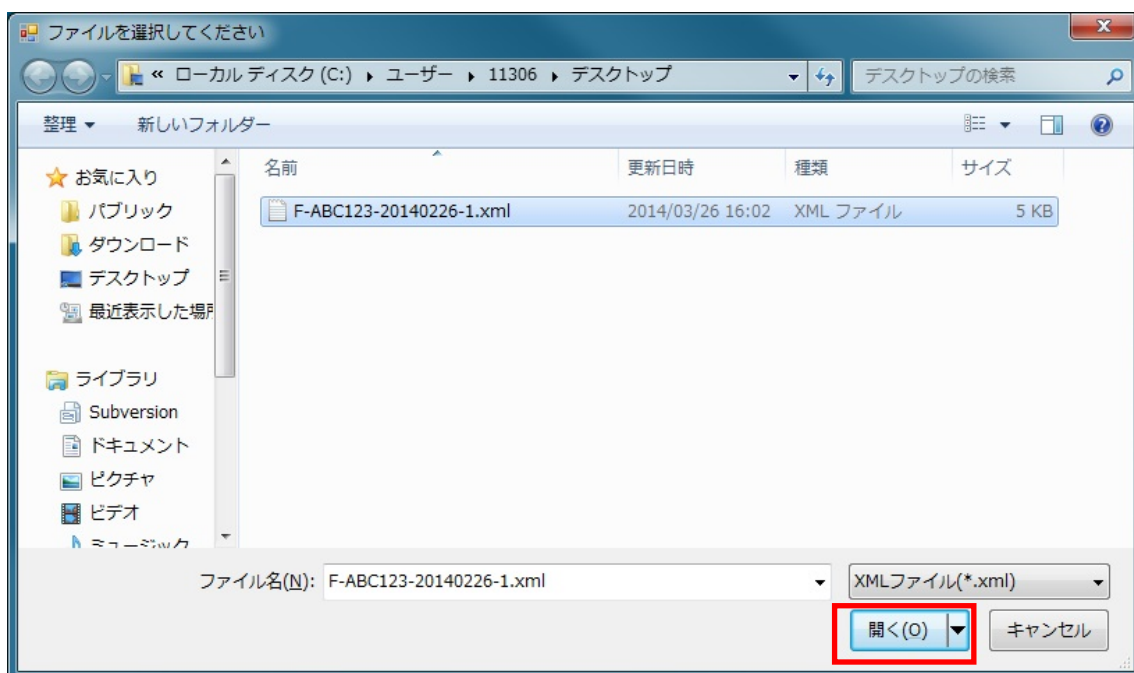 ファイルを選択してください
« ローカル ディスク (C:) ▸ ユーザー ▸ 11306 ▸ デスクトップ
デスクトップの検索
整理 ▼ 新しいフォルダー
名前 更新日時 種類 サイズ
F-ABC123-20140226-1.xml 2014/03/26 16:02 XML ファイル 5 KB
お気に入り
パブリック
ダウンロード
デスクトップ
最近表示した場所
ライブラリ
Subversion
ドキュメント
ピクチャ
ビデオ
ミュージック
ファイル名(N): F-ABC123-20140226-1.xml
XMLファイル(*.xml)
開く(O) キャンセル